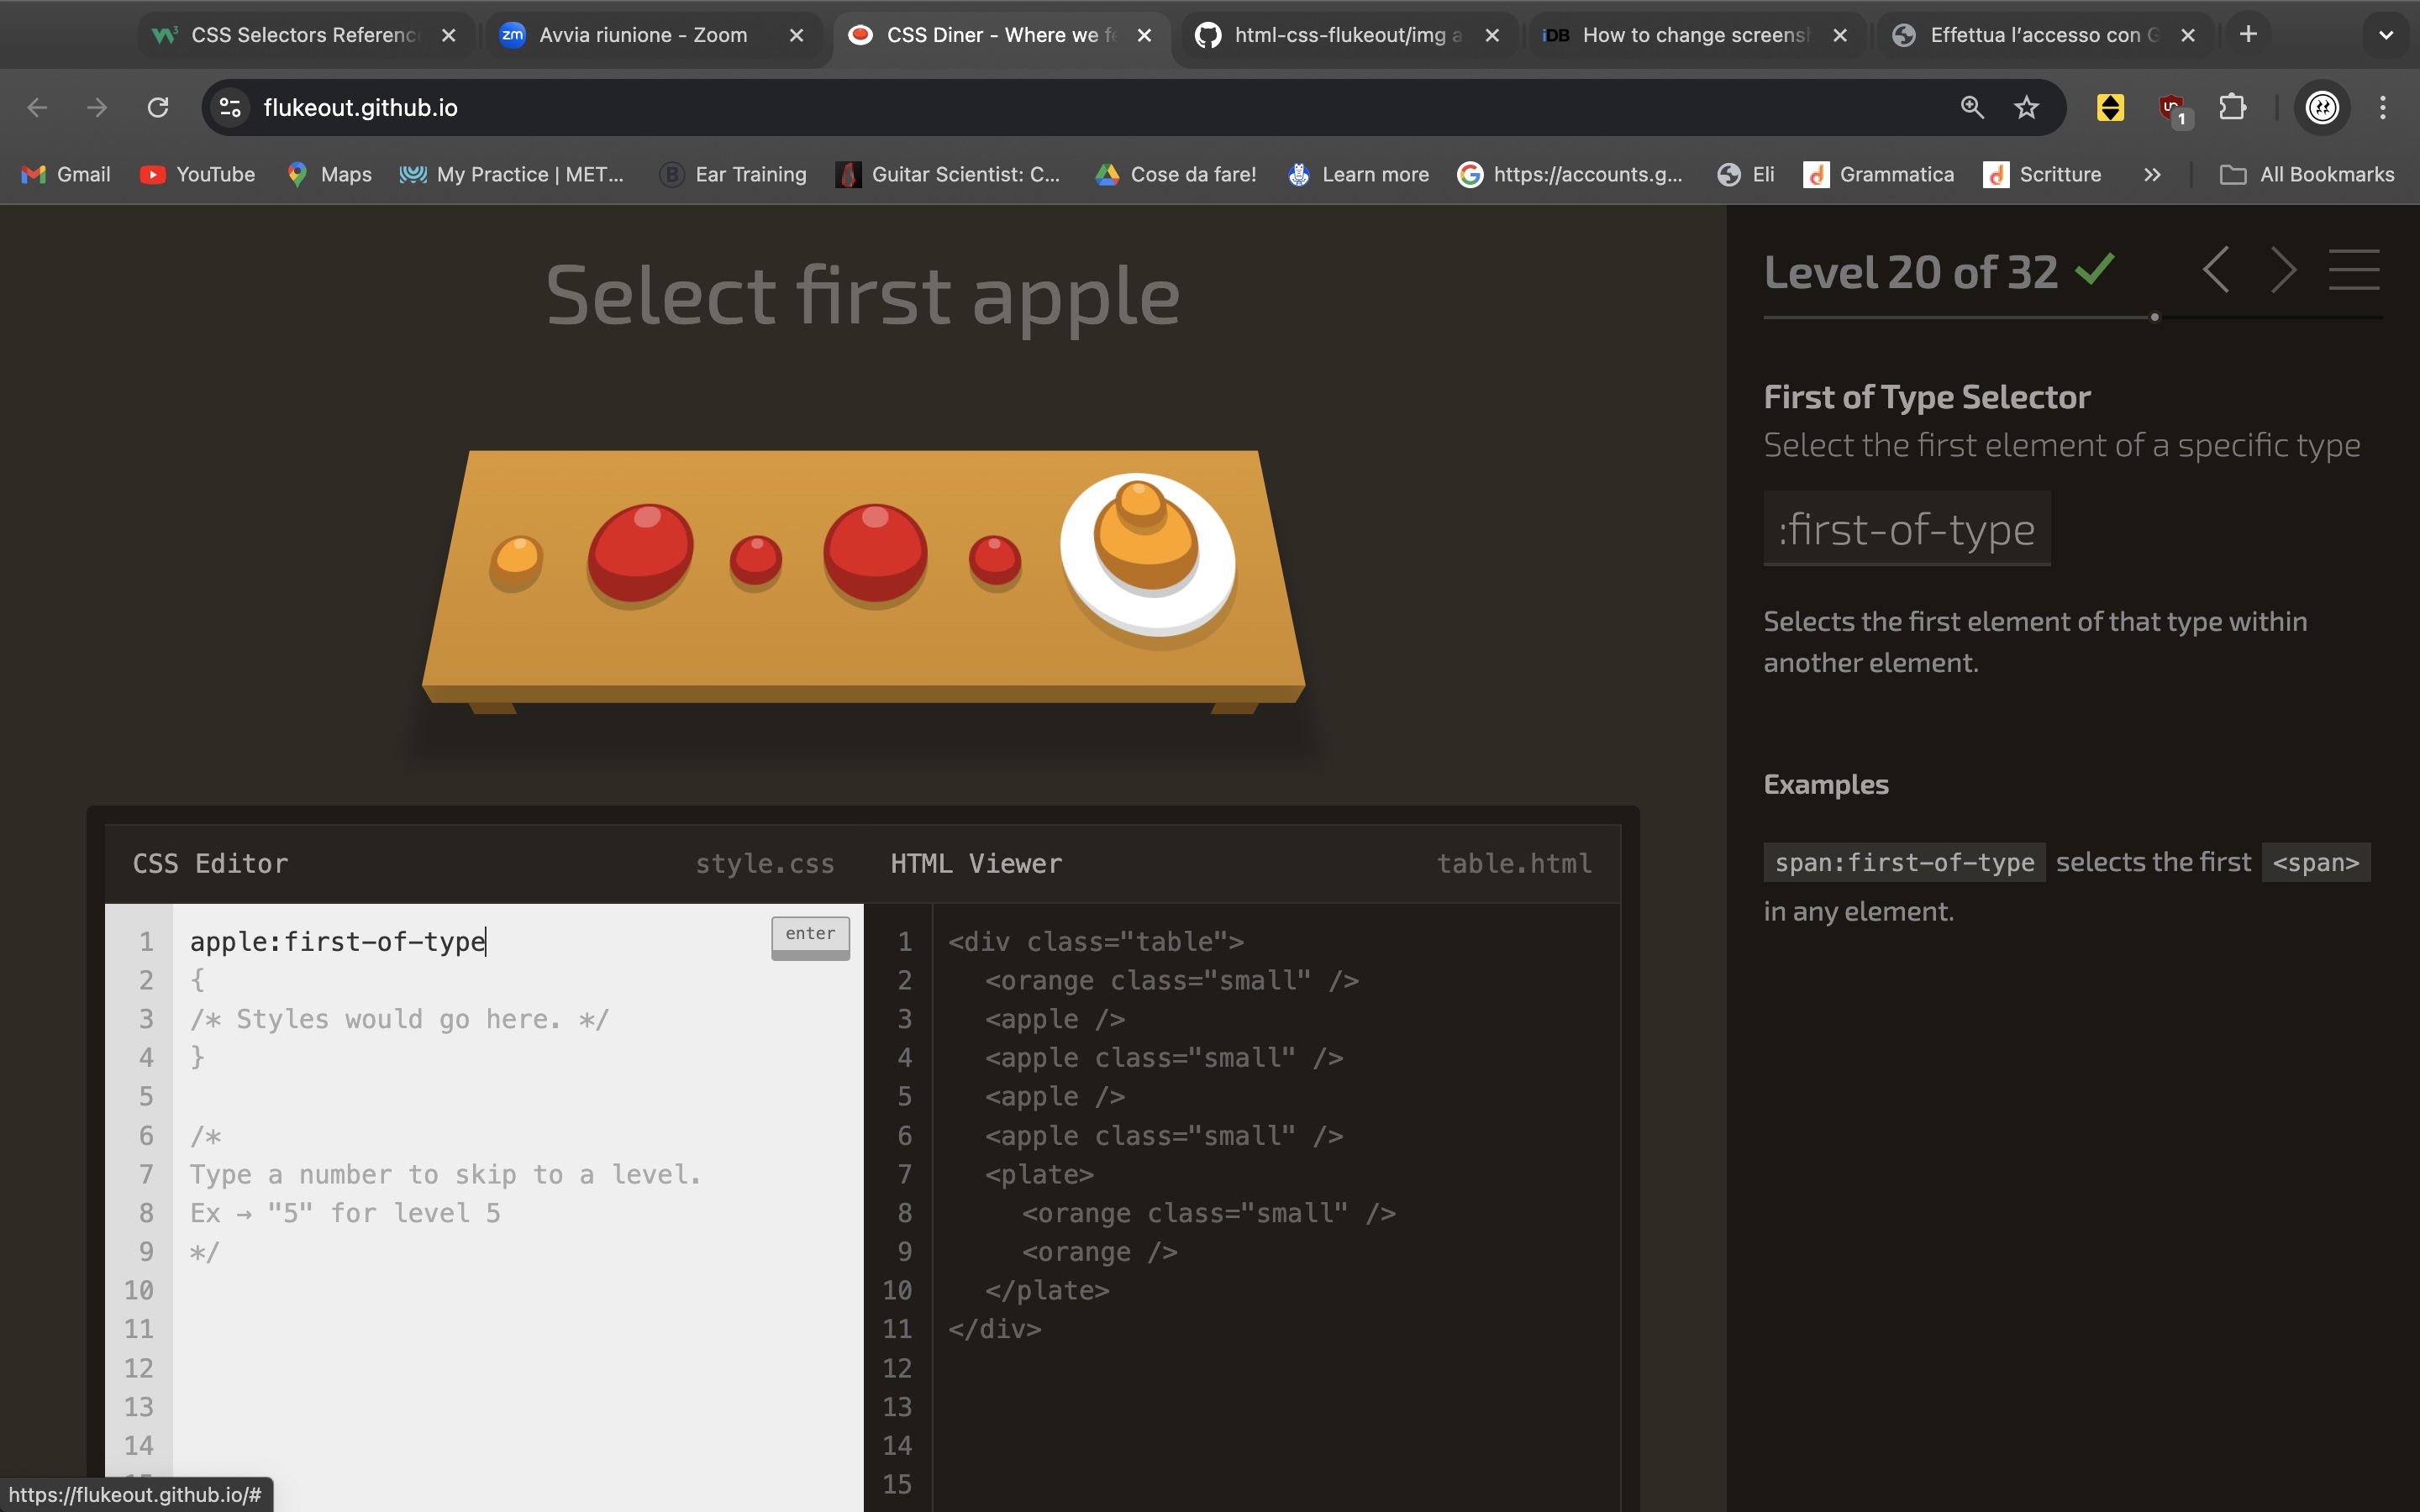 CSS Selectors Referenc
Avvia riunione - Zoom
CSS Diner - Where we fe
html-css-flukeout/img a
iDB How to change screensh
Effettua l'accesso con G
flukeout.github.io
1
Gmail
YouTube
Maps
My Practice | MET...
Ear Training
Guitar Scientist: C...
Cose da fare!
Learn more
https://accounts.g...
Eli
Grammatica
Scritture
All Bookmarks
Select first apple
Level 20 of 32
First of Type Selector
Select the first element of a specific type
:first-of-type
Selects the first element of that type within
another element.
Examples
span:first-of-type selects the first <span>
in any element.
CSS Editor style.css
1 apple:first-of-type
enter
2 {
3 /* Styles would go here. */
4 }
5
6 /*
7 Type a number to skip to a level.
8 Ex → "5" for level 5
9 */
10
11
12
13
14
HTML Viewer table.html
1 <div class="table">
2 <orange class="small" />
3 <apple />
4 <apple class="small" />
5 <apple />
6 <apple class="small" />
7 <plate>
8 <orange class="small" />
9 <orange />
10 </plate>
11 </div>
12
13
14
15
https://flukeout.github.io/#